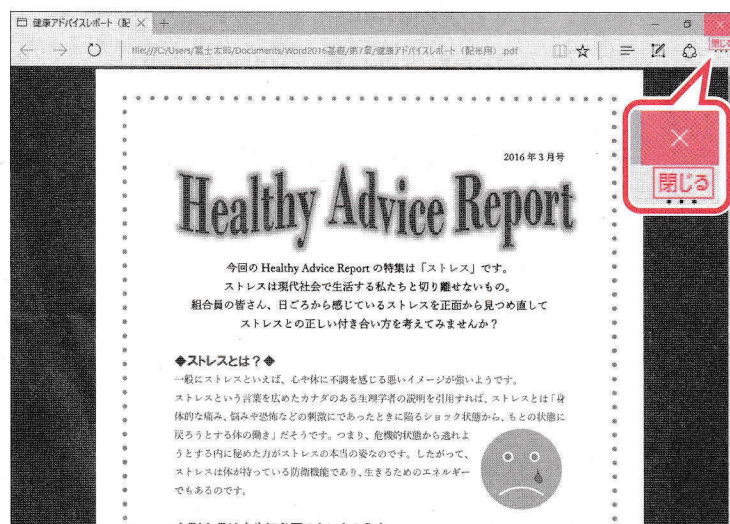 健康アドバイスレポート（配
file:///C:/Users/富士太郎/Documents/Word2016基礎/第7章/健康アドバイスレポート（配布用）.pdf
閉じる
閉じる
2016年3月号
Healthy Advice Report
今回の Healthy Advice Report の特集は「ストレス」です。
ストレスは現代社会で生活する私たちと切り離せないもの。
組合員の皆さん、日ごろから感じているストレスを正面から見つめ直して
ストレスとの正しい付き合い方を考えてみませんか？
◆ストレスとは？◆
一般にストレスといえば、心や体に不調を感じる悪いイメージが強いようです。
ストレスという言葉を広めたカナダのある生理学者の説明を引用すれば、ストレスとは「身
体的な痛み、悩みや恐怖などの刺激にであったときに陥るショック状態から、もとの状態に
戻ろうとする体の働き」だそうです。つまり、危機的状態から逃れよ
うとする内に秘めた力がストレスの本当の姿なのです。したがって、
ストレスは体が持っている防衛機能であり、生きるためのエネルギー
でもあるのです。